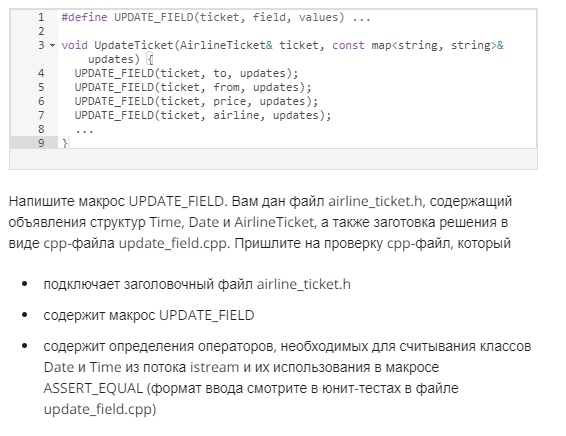 1 #define UPDATE_FIELD(ticket, field, values) ...
2
3 void UpdateTicket(AirlineTicket& ticket, const map<string, string>&
updates) {
4 UPDATE_FIELD(ticket, to, updates);
5 UPDATE_FIELD(ticket, from, updates);
6 UPDATE_FIELD(ticket, price, updates);
7 UPDATE_FIELD(ticket, airline, updates);
8 ...
9 }
Напишите макрос UPDATE_FIELD. Вам дан файл airline_ticket.h, содержащий
объявления структур Time, Date и AirlineTicket, а также заготовка решения в
виде cpp-файла update_field.cpp. Пришлите на проверку cpp-файл, который
• подключает заголовочный файл airline_ticket.h
• содержит макрос UPDATE_FIELD
• содержит определения операторов, необходимых для считывания классов
Date и Time из потока istream и их использования в макросе
ASSERT_EQUAL (формат ввода смотрите в юнит-тестах в файле
update_field.cpp)